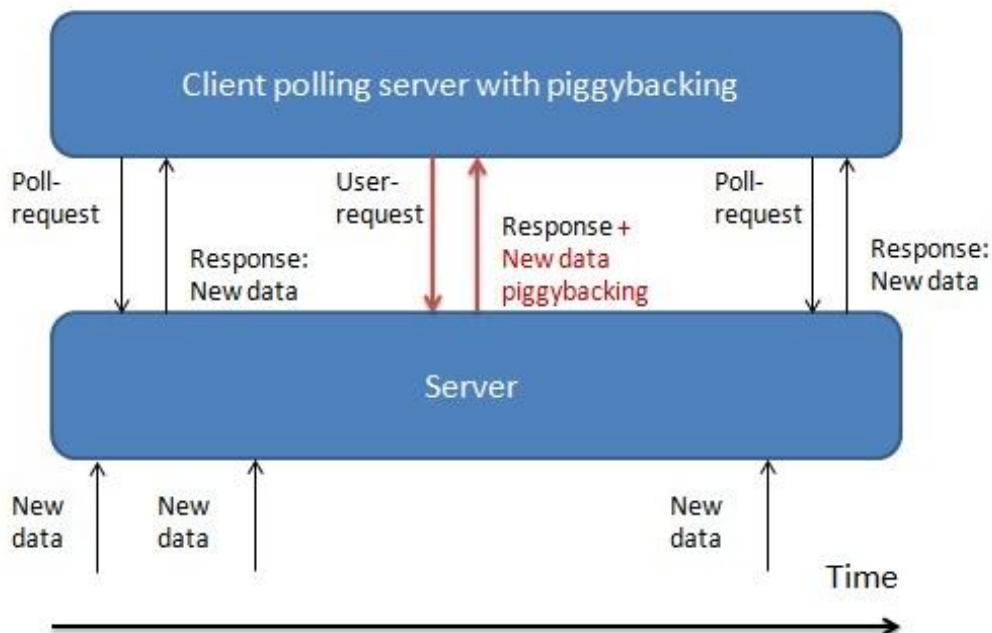 Client polling server with piggybacking
Poll-
request
Response:
New data
User-
request
Response +
New data
piggybacking
Poll-
request
Response:
New data
Server
New
data
New
data
New
data
Time